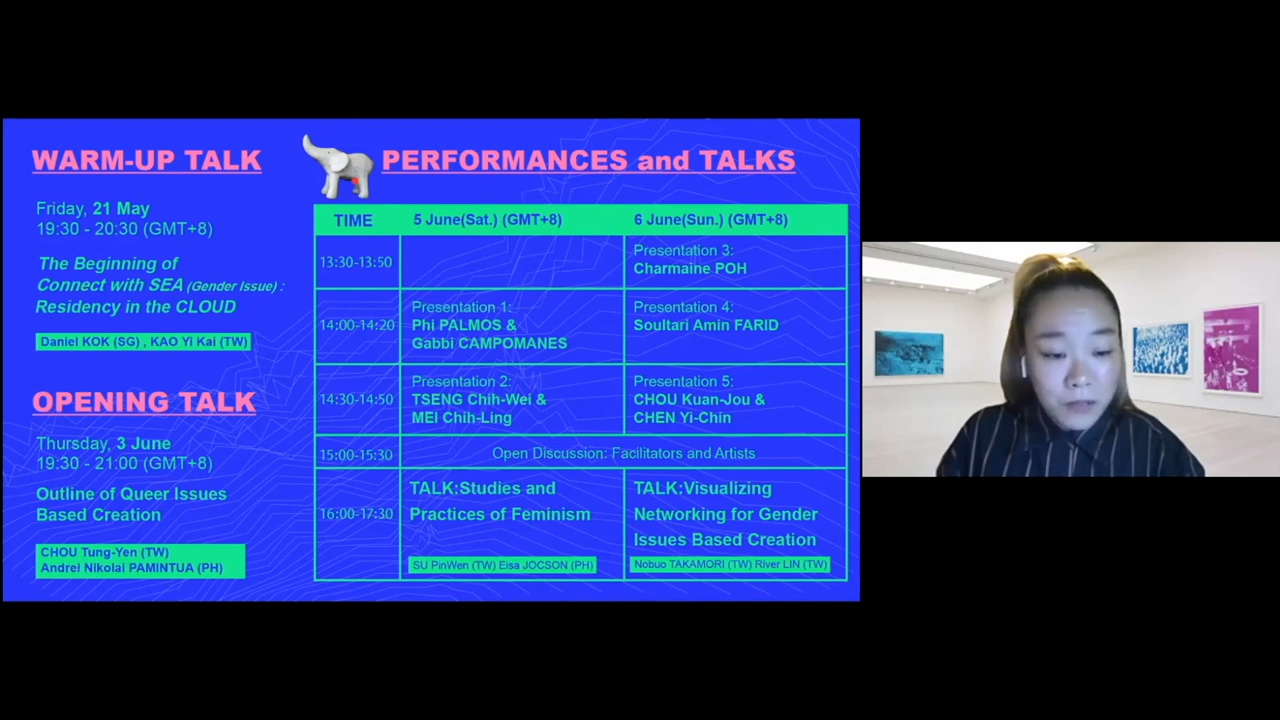 WARM-UP TALK
Friday, 21 May
19:30 - 20:30 (GMT+8)
The Beginning of
Connect with SEA (Gender Issue) :
Residency in the CLOUD
Daniel KOK (SG) , KAO Yi Kai (TW)
OPENING TALK
Thursday, 3 June
19:30 - 21:00 (GMT+8)
Outline of Queer Issues
Based Creation
CHOU Tung-Yen (TW)
Andrei Nikolai PAMINTUA (PH)
PERFORMANCES and TALKS
TIME
5 June(Sat.) (GMT+8)
6 June(Sun.) (GMT+8)
13:30-13:50
Presentation 3:
Charmaine POH
14:00-14:20
Presentation 1:
Phi PALMOS &
Gabbi CAMPOMANES
Presentation 4:
Soultari Amin FARID
14:30-14:50
Presentation 2:
TSENG Chih-Wei &
MEI Chih-Ling
Presentation 5:
CHOU Kuan-Jou &
CHEN Yi-Chin
15:00-15:30
Open Discussion: Facilitators and Artists
16:00-17:30
TALK:Studies and
Practices of Feminism
SU PinWen (TW) Eisa JOCSON (PH)
TALK:Visualizing
Networking for Gender
Issues Based Creation
Nobuo TAKAMORI (TW) River LIN (TW)